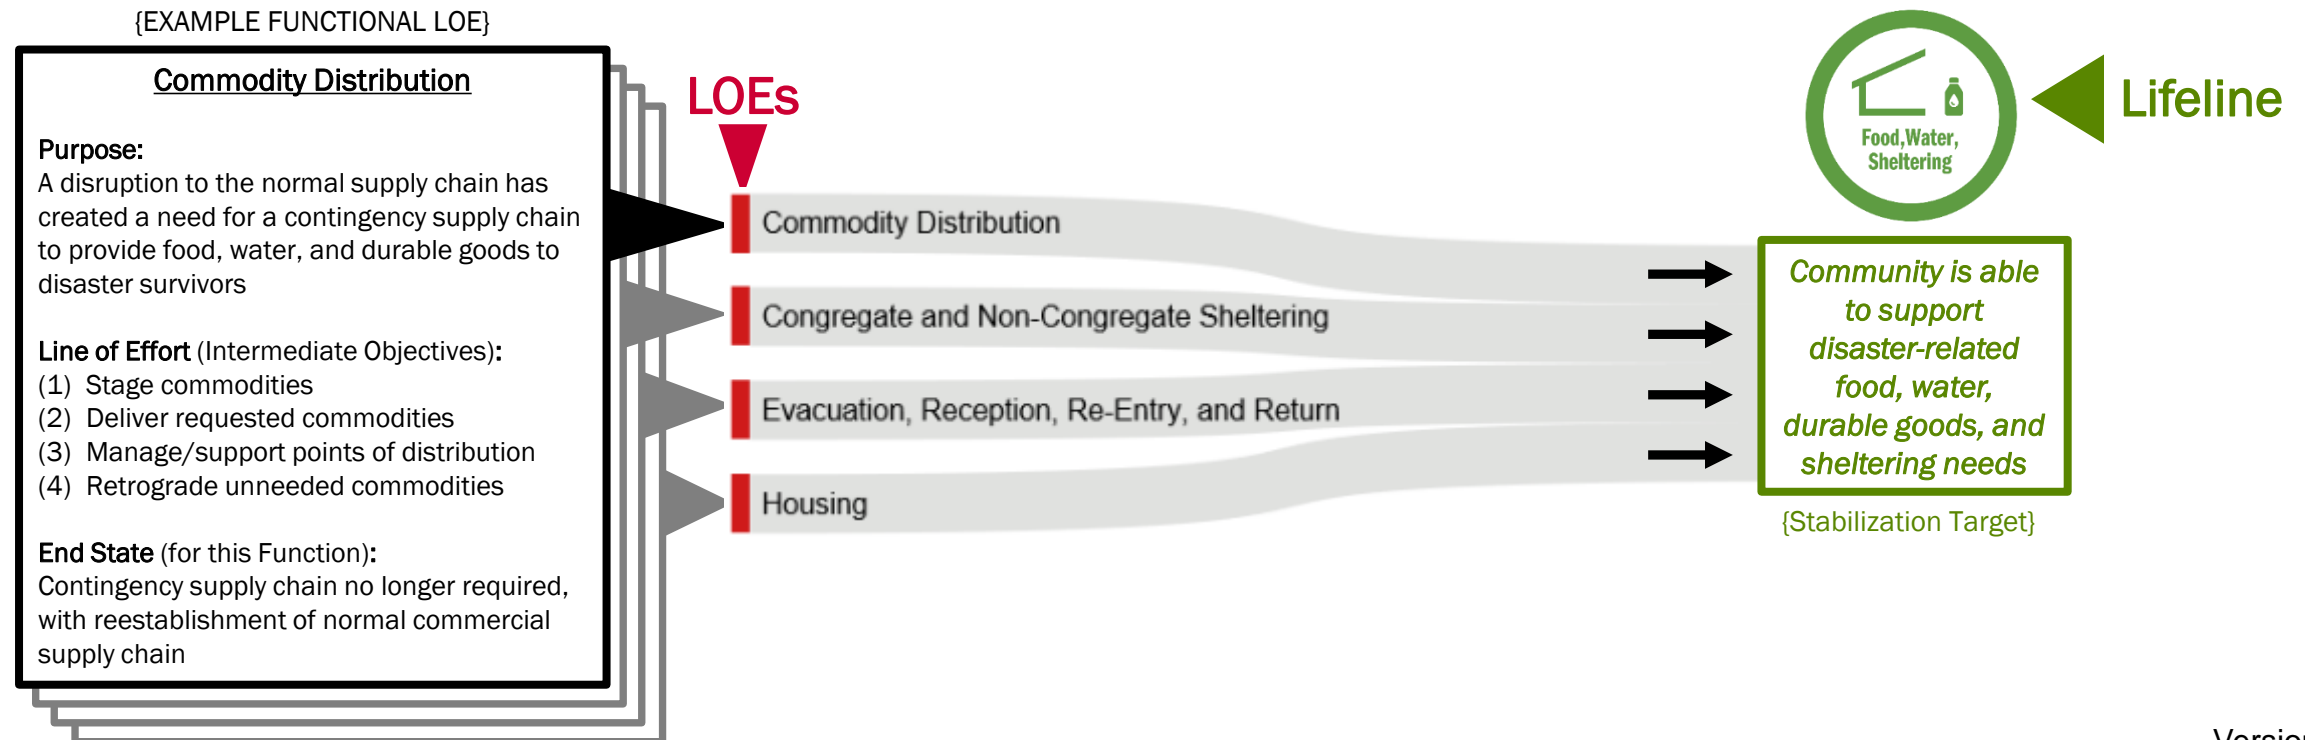 {EXAMPLE FUNCTIONAL LOE}
Commodity Distribution
Purpose:
A disruption to the normal supply chain has
created a need for a contingency supply chain
to provide food, water, and durable goods to
disaster survivors
Line of Effort (Intermediate Objectives):
(1) Stage commodities
(2) Deliver requested commodities
(3) Manage/support points of distribution
(4) Retrograde unneeded commodities
End State (for this Function):
Contingency supply chain no longer required,
with reestablishment of normal commercial
supply chain
LOEs
Commodity Distribution
Congregate and Non-Congregate Sheltering
Evacuation, Reception, Re-Entry, and Return
Housing
Food,Water,
Sheltering
Lifeline
Community is able
to support
disaster-related
food, water,
durable goods, and
sheltering needs
{Stabilization Target}